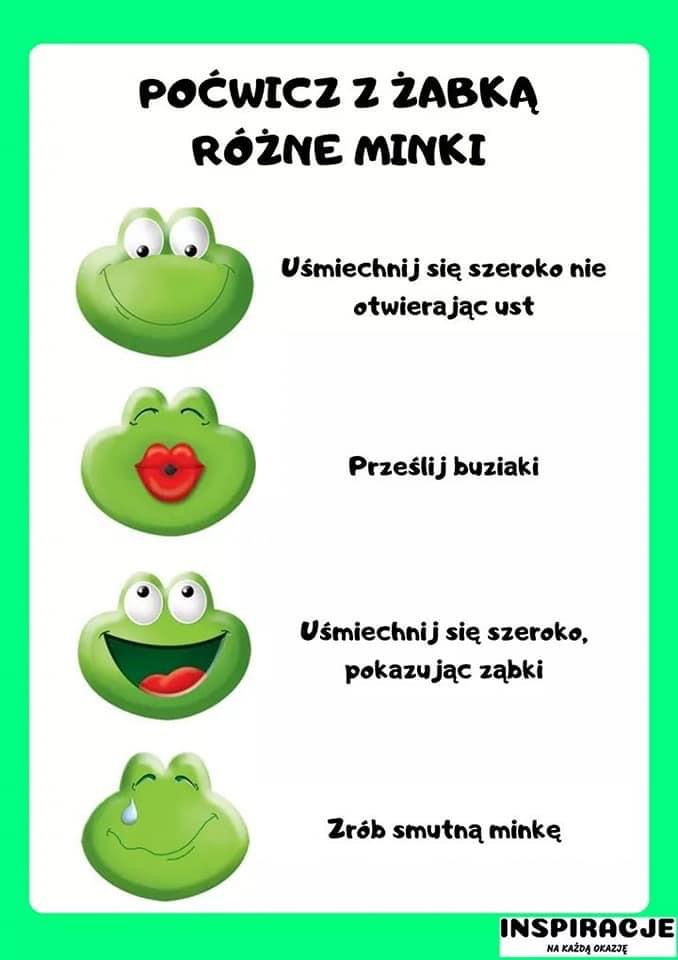 POĆWICZ Z ŻABKĄ
RÓŻNE MINKI
Uśmiechnij się szeroko nie
otwierając ust
Prześlij buziaki
Uśmiechnij się szeroko,
pokazując ząbki
Zrób smutną minkę
INSPIRACJE
NA KAŻDĄ OKAZJĘ